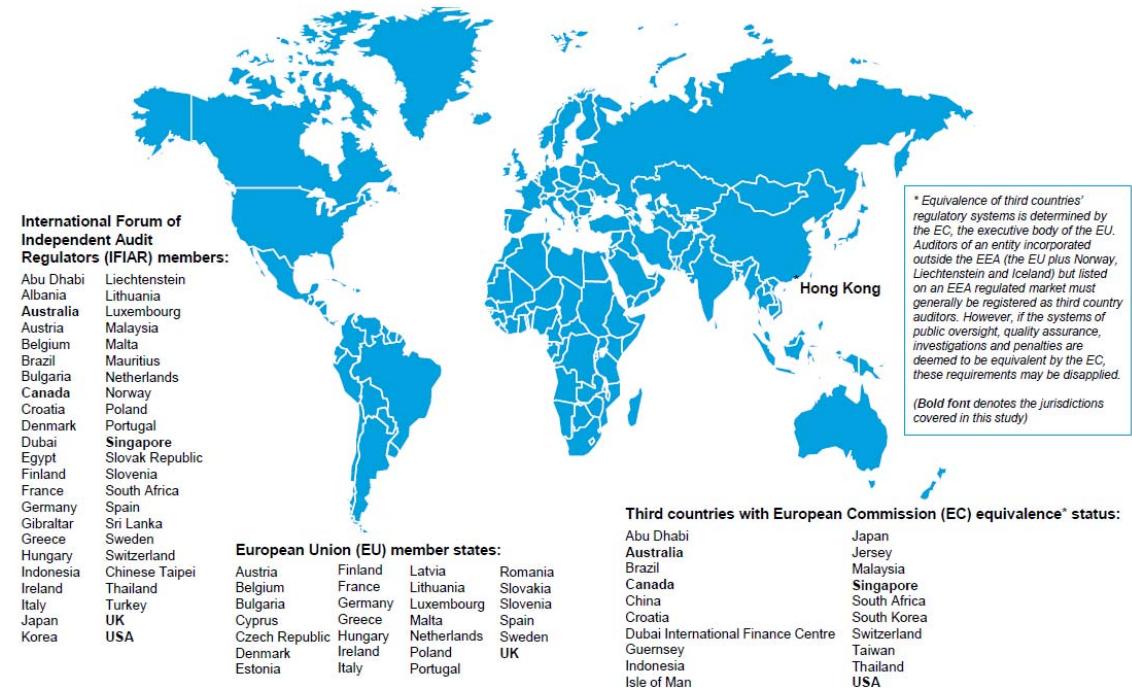 International Forum of
Independent Audit
Regulators (IFIAR) members:
Abu Dhabi
Albania
Australia
Austria
Belgium
Brazil
Bulgaria
Canada
Croatia
Denmark
Dubai
Egypt
Finland
France
Germany
Gibraltar
Greece
Hungary
Indonesia
Ireland
Italy
Japan
Korea
Liechtenstein
Lithuania
Luxembourg
Malaysia
Malta
Mauritius
Netherlands
Norway
Poland
Portugal
Singapore
Slovak Republic
Slovenia
South Africa
Spain
Sri Lanka
Sweden
Switzerland
Chinese Taipei
Thailand
Turkey
UK
USA
European Union (EU) member states:
Austria
Belgium
Bulgaria
Cyprus
Czech Republic
Denmark
Estonia
Finland
France
Germany
Greece
Hungary
Ireland
Italy
Latvia
Lithuania
Luxembourg
Malta
Netherlands
Poland
Portugal
Romania
Slovakia
Slovenia
Spain
Sweden
UK
* Hong Kong
* Equivalence of third countries'
regulatory systems is determined by
the EC, the executive body of the EU.
Auditors of an entity incorporated
outside the EEA (the EU plus Norway,
Liechtenstein and Iceland) but listed
on an EEA regulated market must
generally be registered as third country
auditors. However, if the systems of
public oversight, quality assurance,
investigations and penalties are
deemed to be equivalent by the EC,
these requirements may be disapplied.
(Bold font denotes the jurisdictions
covered in this study)
Third countries with European Commission (EC) equivalence* status:
Abu Dhabi
Australia
Brazil
Canada
China
Croatia
Dubai International Finance Centre
Guernsey
Indonesia
Isle of Man
Japan
Jersey
Malaysia
Singapore
South Africa
South Korea
Switzerland
Taiwan
Thailand
USA